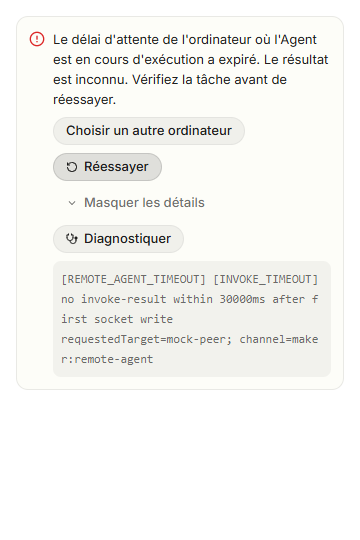 Le délai d'attente de l'ordinateur où l'Agent
est en cours d'exécution a expiré. Le résultat
est inconnu. Vérifiez la tâche avant de
réessayer.
Choisir un autre ordinateur
Réessayer
Masquer les détails
Diagnostiquer
[REMOTE_AGENT_TIMEOUT] [INVOKE_TIMEOUT]
no invoke-result within 30000ms after f
irst socket write
requestedTarget=mock-peer; channel=make
r:remote-agent